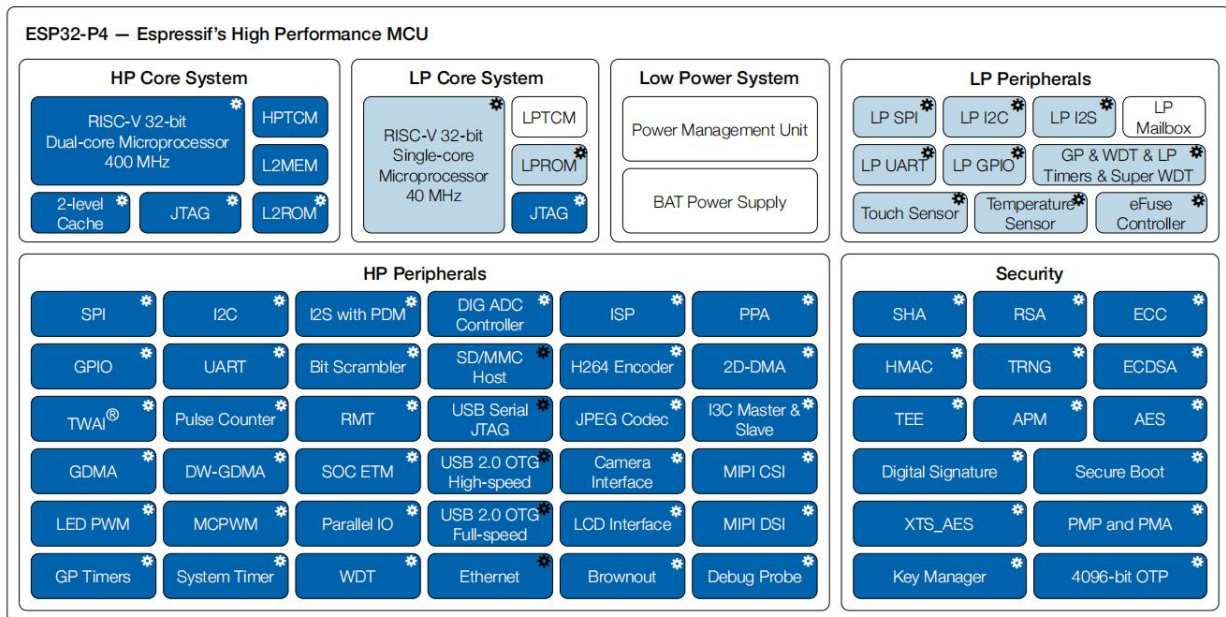 ESP32-P4 — Espressif's High Performance MCU
HP Core System
RISC-V 32-bit
Dual-core Microprocessor
400 MHz
HPTCM
L2MEM
2-level
Cache
JTAG
L2ROM
LP Core System
RISC-V 32-bit
Single-core
Microprocessor
40 MHz
LPTCM
LPROM
JTAG
Low Power System
Power Management Unit
BAT Power Supply
LP Peripherals
LP SPI
LP I2C
LP I2S
LP
Mailbox
LP UART
LP GPIO
GP & WDT & LP
Timers & Super WDT
Touch Sensor
Temperature
Sensor
eFuse
Controller
HP Peripherals
SPI
I2C
I2S with PDM
DIG ADC
Controller
ISP
PPA
GPIO
UART
Bit Scrambler
SD/MMC
Host
H264 Encoder
2D-DMA
TWAI®
Pulse Counter
RMT
USB Serial
JTAG
JPEG Codec
I3C Master &
Slave
GDMA
DW-GDMA
SOC ETM
USB 2.0 OTG
High-speed
Camera
Interface
MIPI CSI
LED PWM
MCPWM
Parallel IO
USB 2.0 OTG
Full-speed
LCD Interface
MIPI DSI
GP Timers
System Timer
WDT
Ethernet
Brownout
Debug Probe
Security
SHA
RSA
ECC
HMAC
TRNG
ECDSA
TEE
APM
AES
Digital Signature
Secure Boot
XTS_AES
PMP and PMA
Key Manager
4096-bit OTP